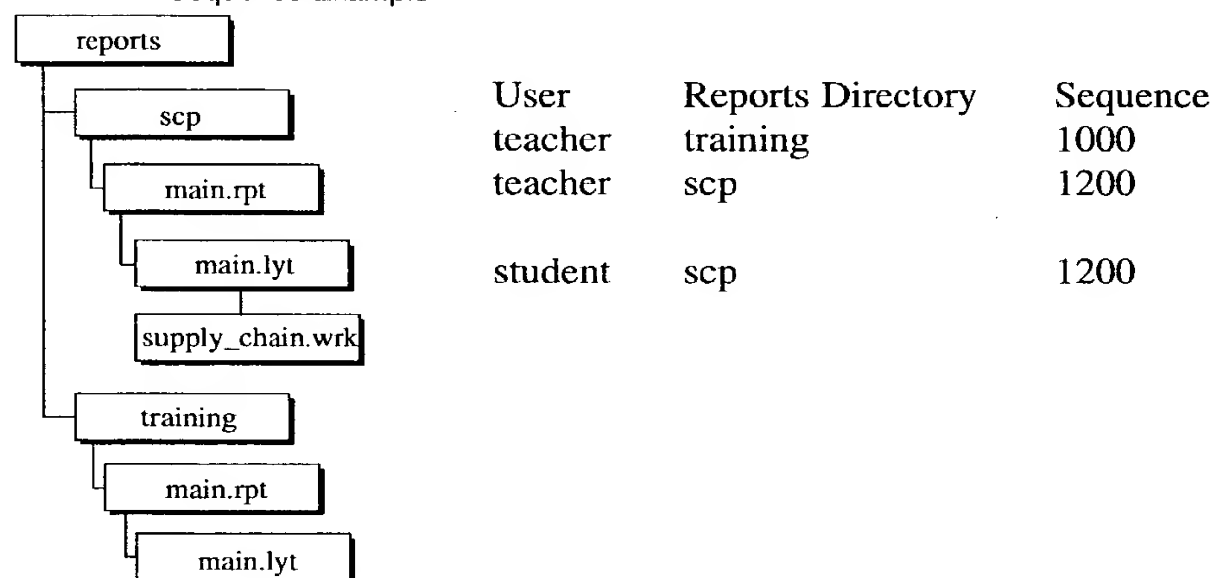 reports
scp
main.rpt
main.lyt
supply_chain.wrk
training
main.rpt
main.lyt
User Reports Directory Sequence
teacher training 1000
teacher scp 1200
student scp 1200